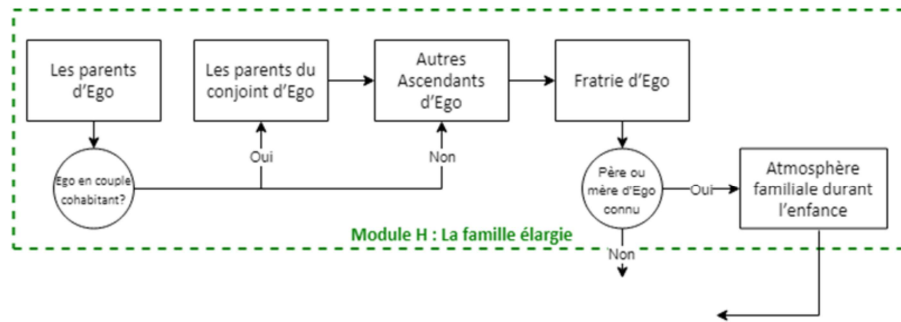 Les parents
d'Ego
Les parents du
conjoint d'Ego
Autres
Ascendants
d'Ego
Fratrie d'Ego
Oui
Non
Ego en couple
cohabitant?
Père ou
mère d'Ego
connu
Oui
Atmosphère
familiale durant
l'enfance
Module H : La famille élargie
Non